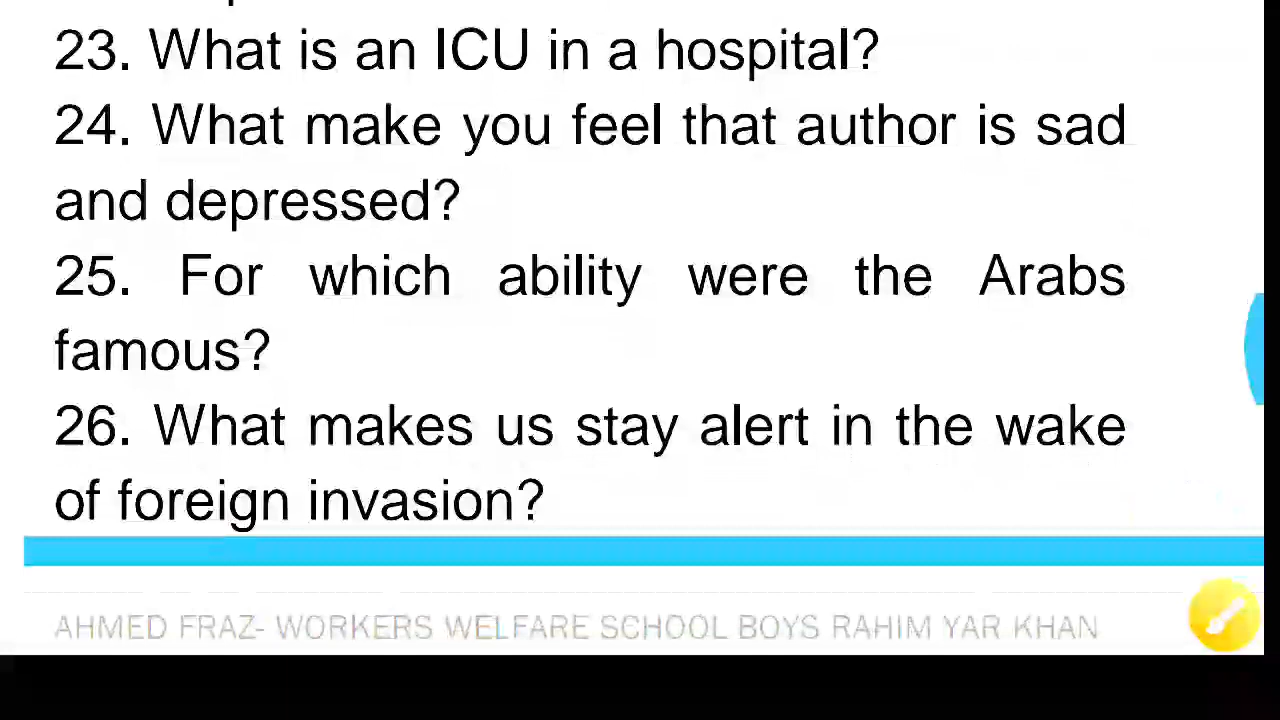 23. What is an ICU in a hospital?
24. What make you feel that author is sad
and depressed?
25. For which ability were the Arabs
famous?
26. What makes us stay alert in the wake
of foreign invasion?
AHMED FRAZ- WORKERS WELFARE SCHOOL BOYS RAHIM YAR KHAN